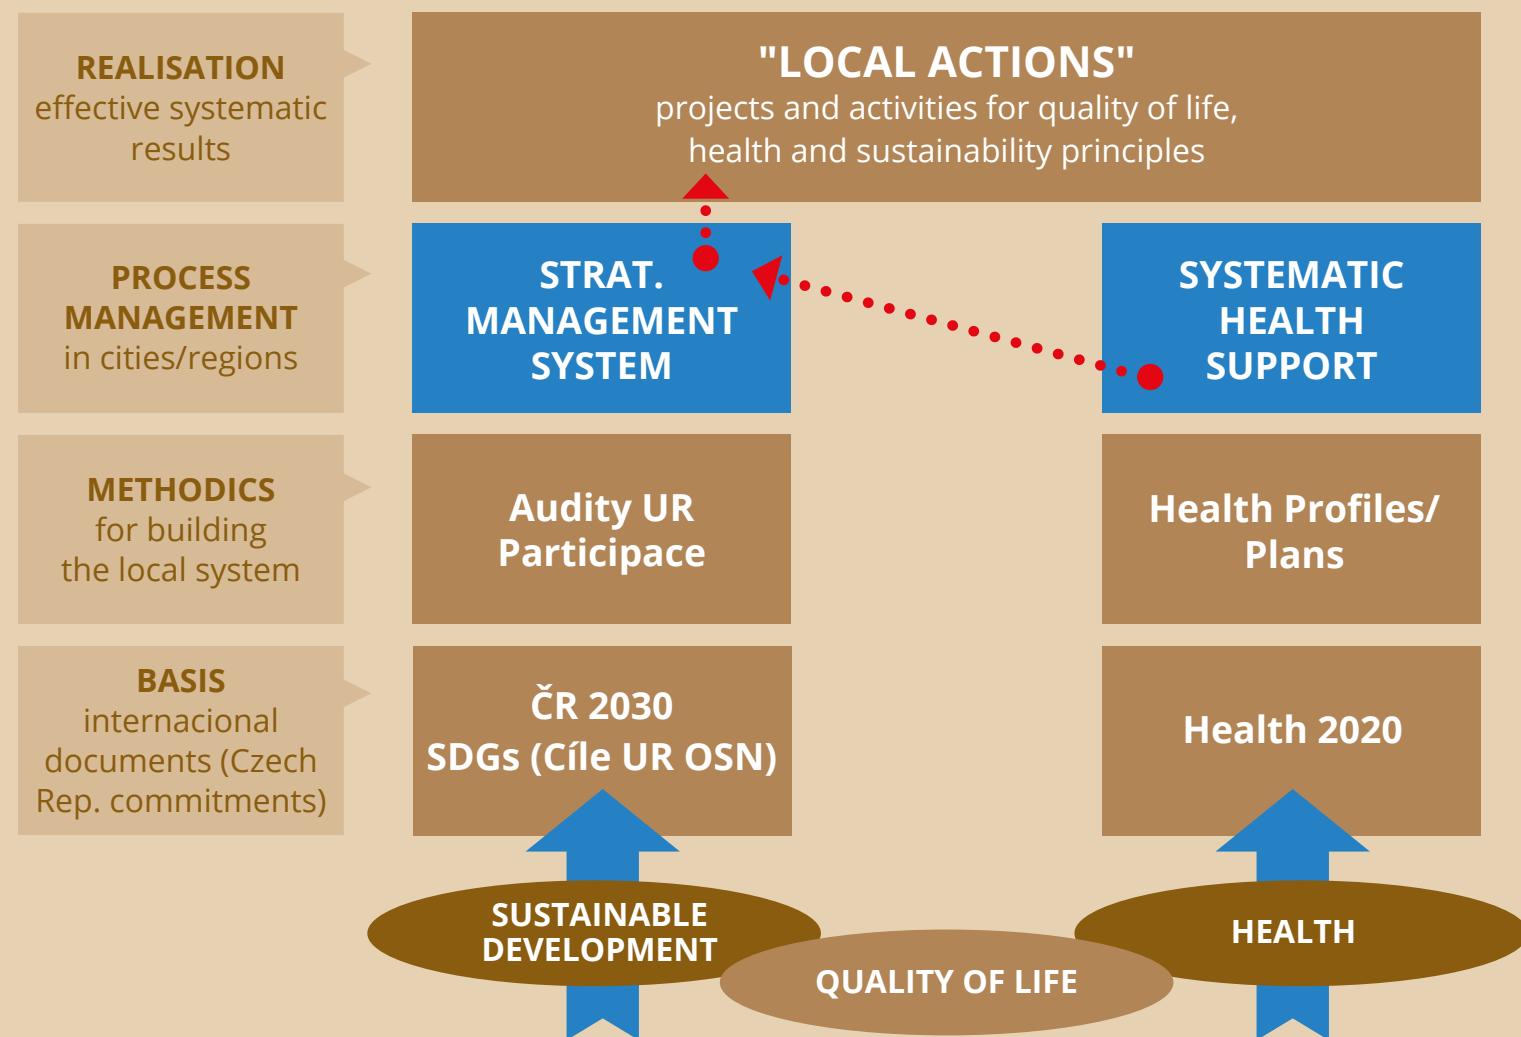 REALISATION
effective systematic
results
"LOCAL ACTIONS"
projects and activities for quality of life,
health and sustainability principles
PROCESS
MANAGEMENT
in cities/regions
STRAT.
MANAGEMENT
SYSTEM
SYSTEMATIC
HEALTH
SUPPORT
METHODICS
for building
the local system
Audity UR
Participace
Health Profiles/
Plans
BASIS
internacional
documents (Czech
Rep. commitments)
ČR 2030
SDGs (Cíle UR OSN)
Health 2020
SUSTAINABLE
DEVELOPMENT
QUALITY OF LIFE
HEALTH